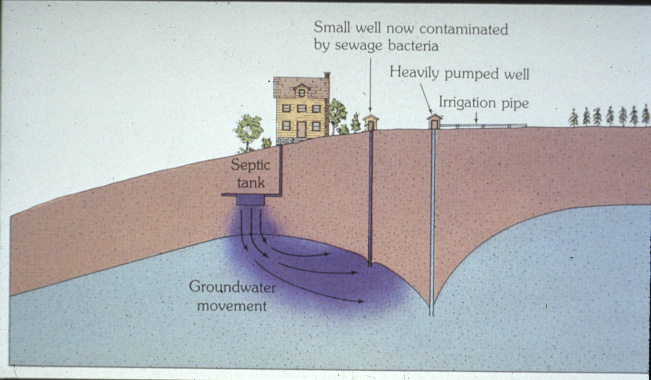 Small well now contaminated
by sewage bacteria
Heavily pumped well
Irrigation pipe
Septic
tank
Groundwater
movement